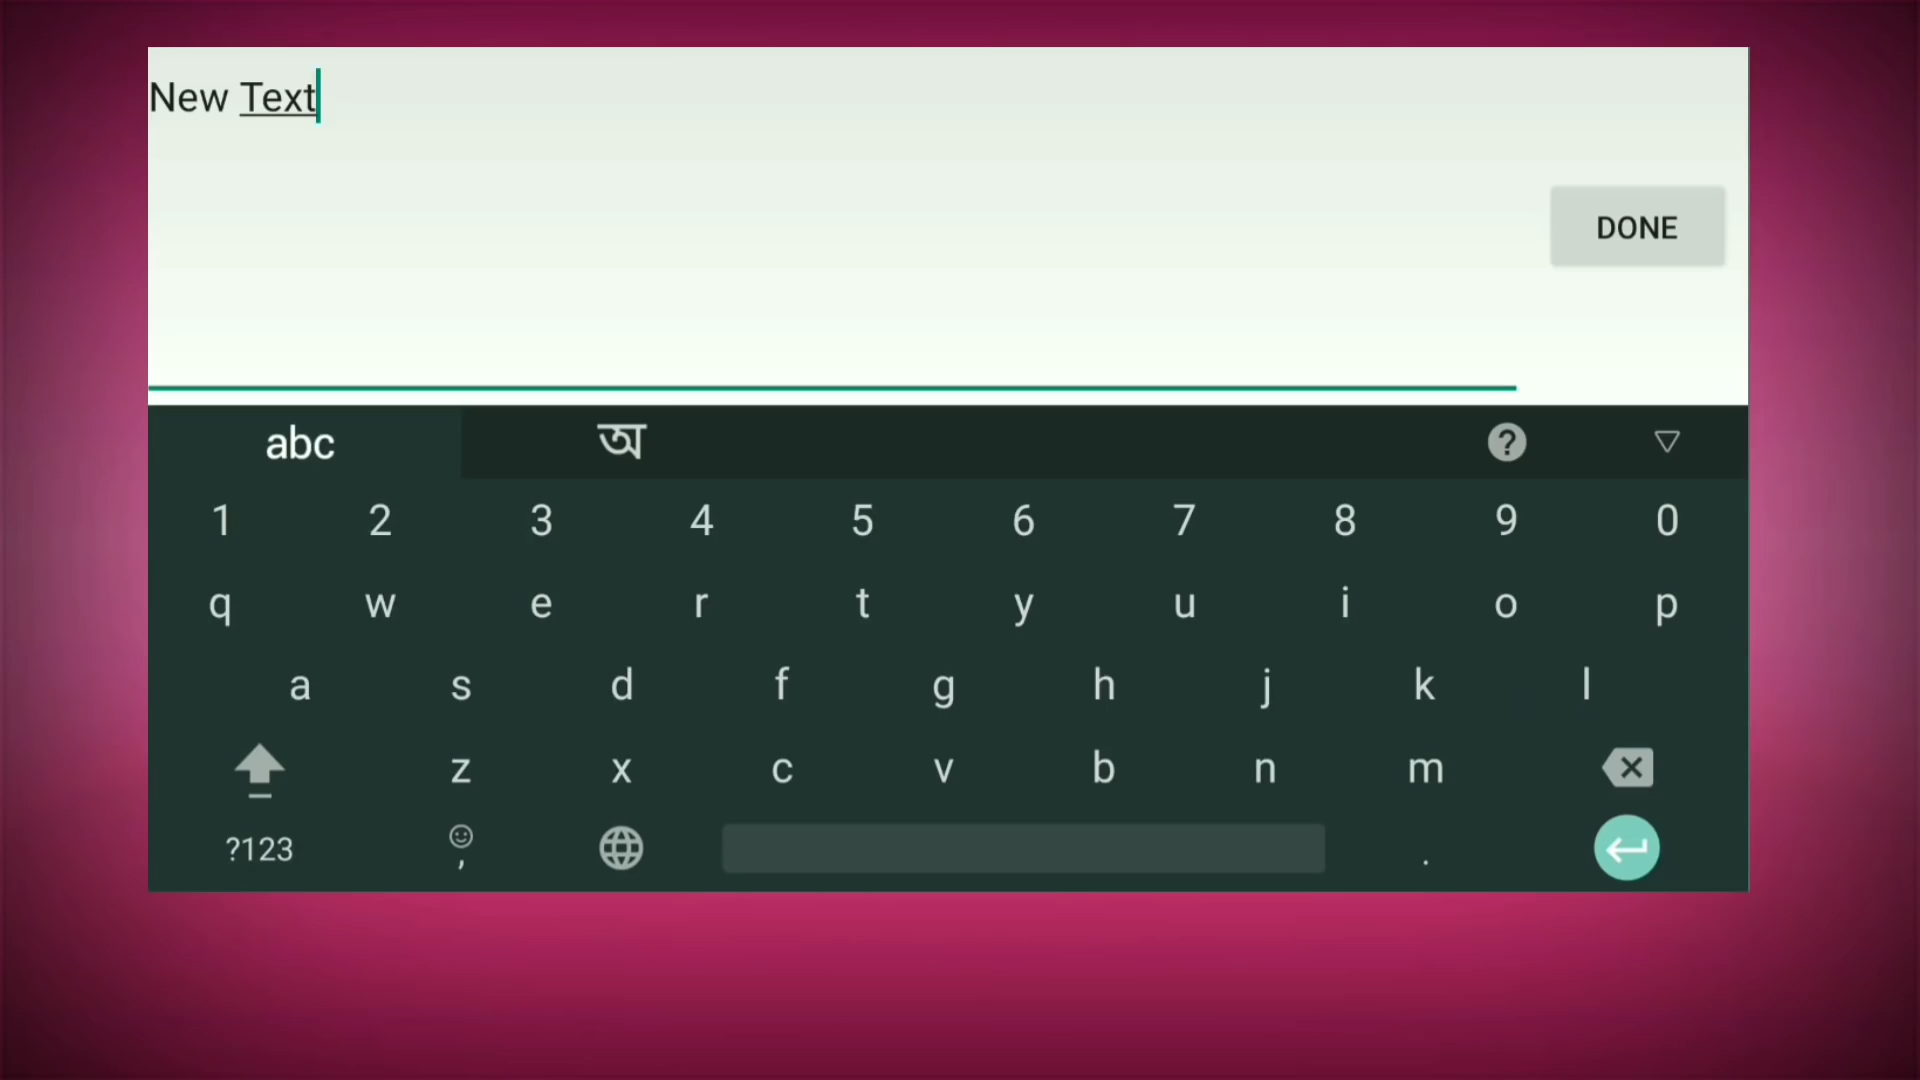 New Text
DONE
abc অ ?
1 2 3 4 5 6 7 8 9 0
q w e r t y u i o p
a s d f g h j k l
z x c v b n m
?123 , .